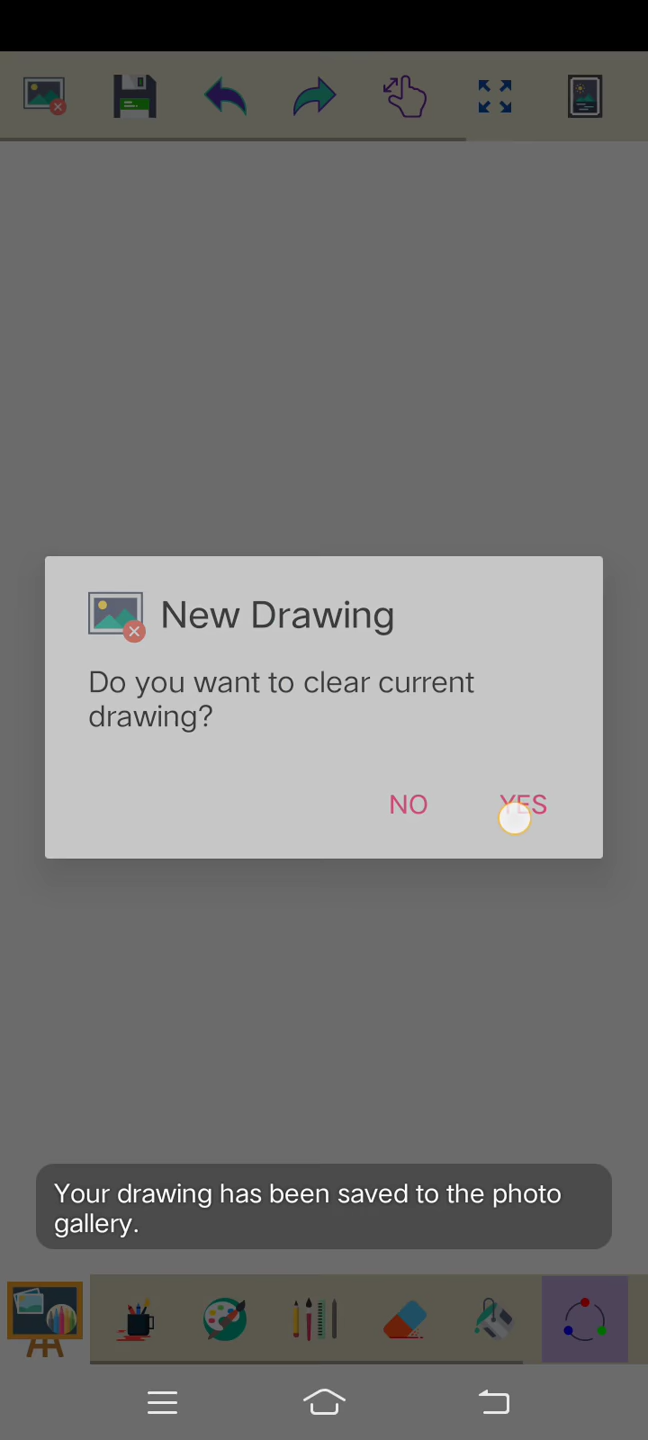 New Drawing
Do you want to clear current
drawing?
NO
YES
Your drawing has been saved to the photo
gallery.